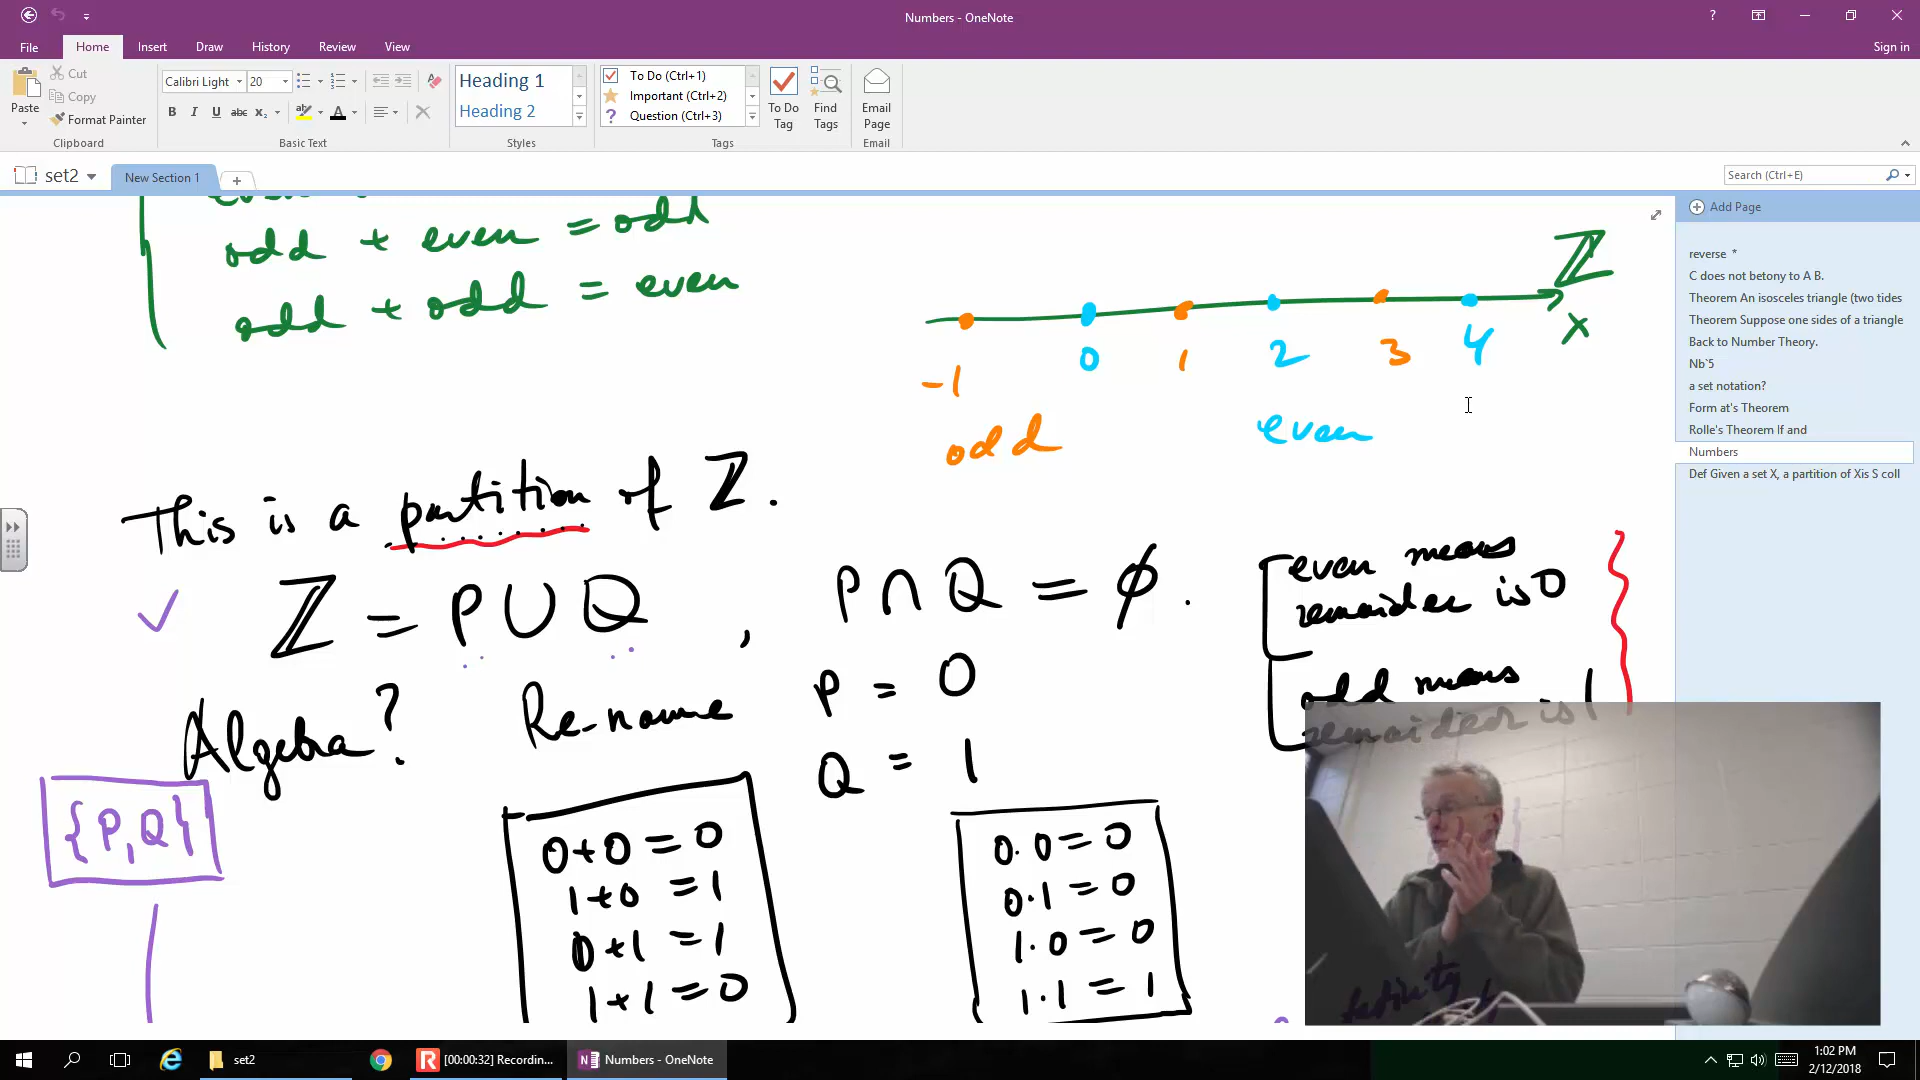 Numbers - OneNote
File Home Insert Draw History Review View Sign in
Paste
Cut
Copy
Format Painter
Clipboard
Calibri Light 20
B I U abc x₂ A
Basic Text
Heading 1
Heading 2
Styles
To Do (Ctrl+1)
Important (Ctrl+2)
Question (Ctrl+3)
To Do Tag
Find Tags
Tags
Email Page
Email
set2 New Section 1
Search (Ctrl+E)
Add Page
reverse *
C does not betony to A B.
Theorem An isosceles triangle (two tides
Theorem Suppose one sides of a triangle
Back to Number Theory.
Nb`5
a set notation?
Form at's Theorem
Rolle's Theorem If and
Numbers
Def Given a set X, a partition of Xis S coll
odd + even = odd
odd + odd = even
ℤ
x
-1 0 1 2 3 4
odd even
This is a partition of ℤ.
✓ ℤ = P ∪ Q , P ∩ Q = ∅ .
even means
remaider is 0
odd means
remaider is 1
Algebra? Re-name P = 0
Q = 1
{P, Q}
0+0=0
1+0=1
0+1=1
1+1=0
0·0=0
0·1=0
1·0=0
1·1=1
set2
[00:00:32] Recordin...
Numbers - OneNote
1:02 PM
2/12/2018